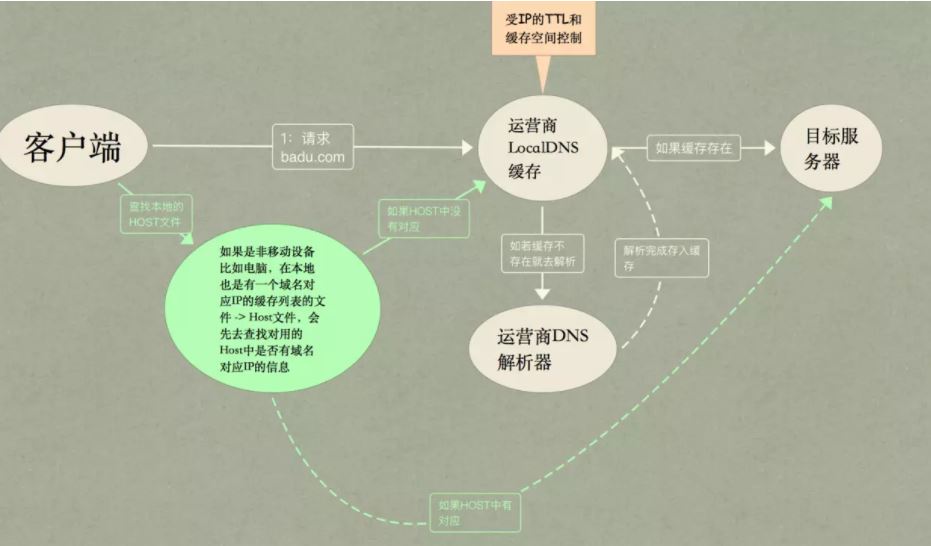 受IP的TTL和
缓存空间控制
客户端
1：请求
badu.com
运营商
LocalDNS
缓存
如果缓存存在
目标服
务器
查找本地的
HOST文件
如果HOST中没
有对应
如果是非移动设备
比如电脑，在本地
也是有一个域名对
应IP的缓存列表的文
件 -> Host文件，会
先去查找对用的
Host中是否有域名
对应IP的信息
如若缓存不
存在就去解析
解析完成存入缓
存
运营商DNS
解析器
如果HOST中有
对应